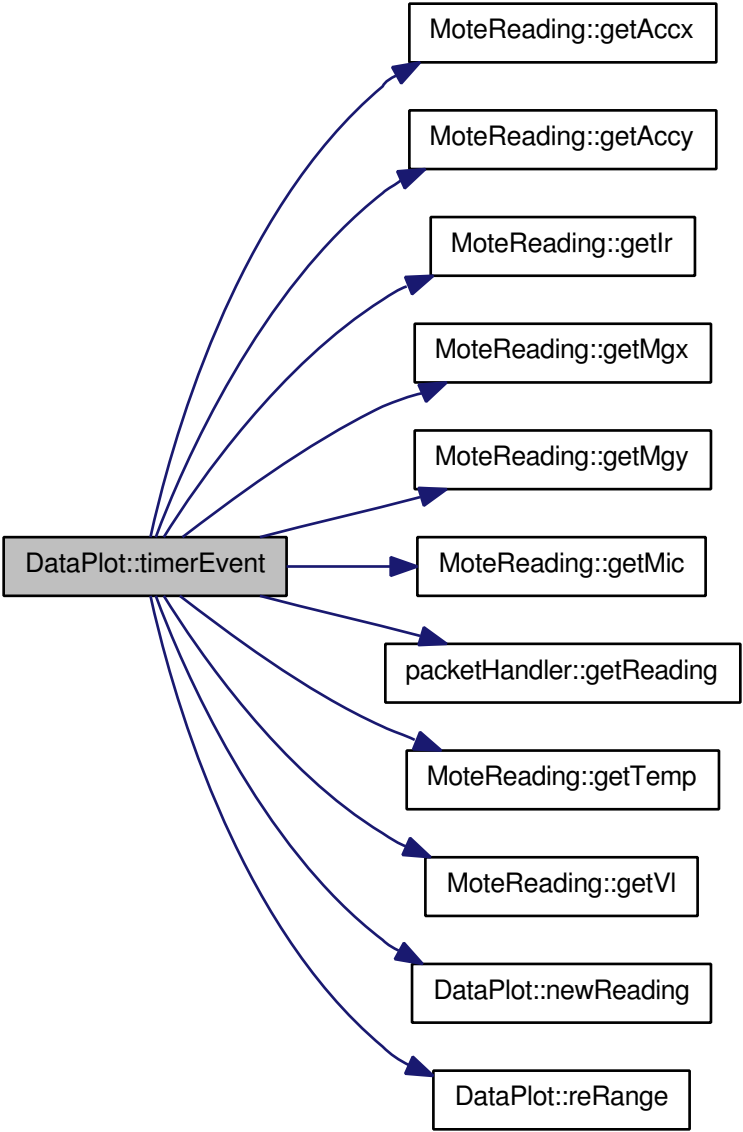 MoteReading::getAccx
MoteReading::getAccy
MoteReading::getIr
MoteReading::getMgx
MoteReading::getMgy
DataPlot::timerEvent
MoteReading::getMic
packetHandler::getReading
MoteReading::getTemp
MoteReading::getVl
DataPlot::newReading
DataPlot::reRange